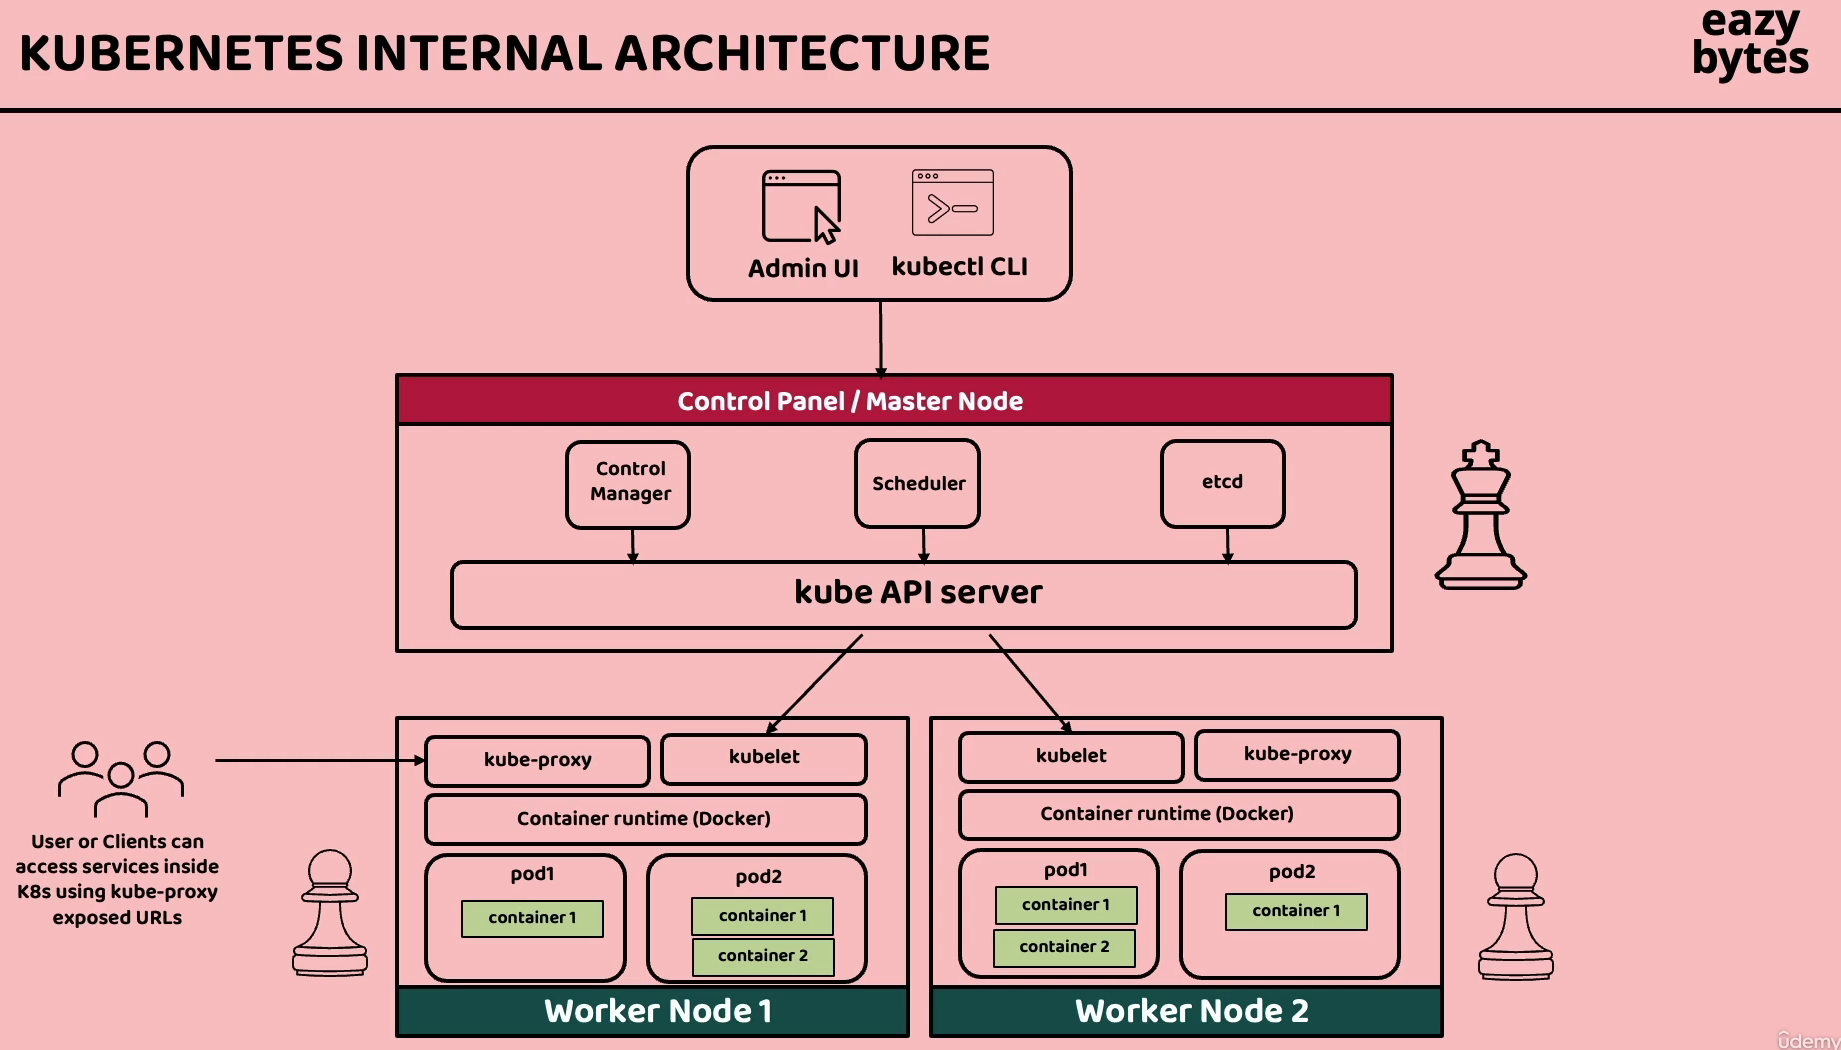 KUBERNETES INTERNAL ARCHITECTURE
eazy
bytes
Admin UI
kubectl CLI
Control Panel / Master Node
Control
Manager
Scheduler
etcd
kube API server
User or Clients can
access services inside
K8s using kube-proxy
exposed URLs
kube-proxy
kubelet
Container runtime (Docker)
pod1
container 1
pod2
container 1
container 2
Worker Node 1
kubelet
kube-proxy
Container runtime (Docker)
pod1
container 1
container 2
pod2
container 1
Worker Node 2
ûdemy